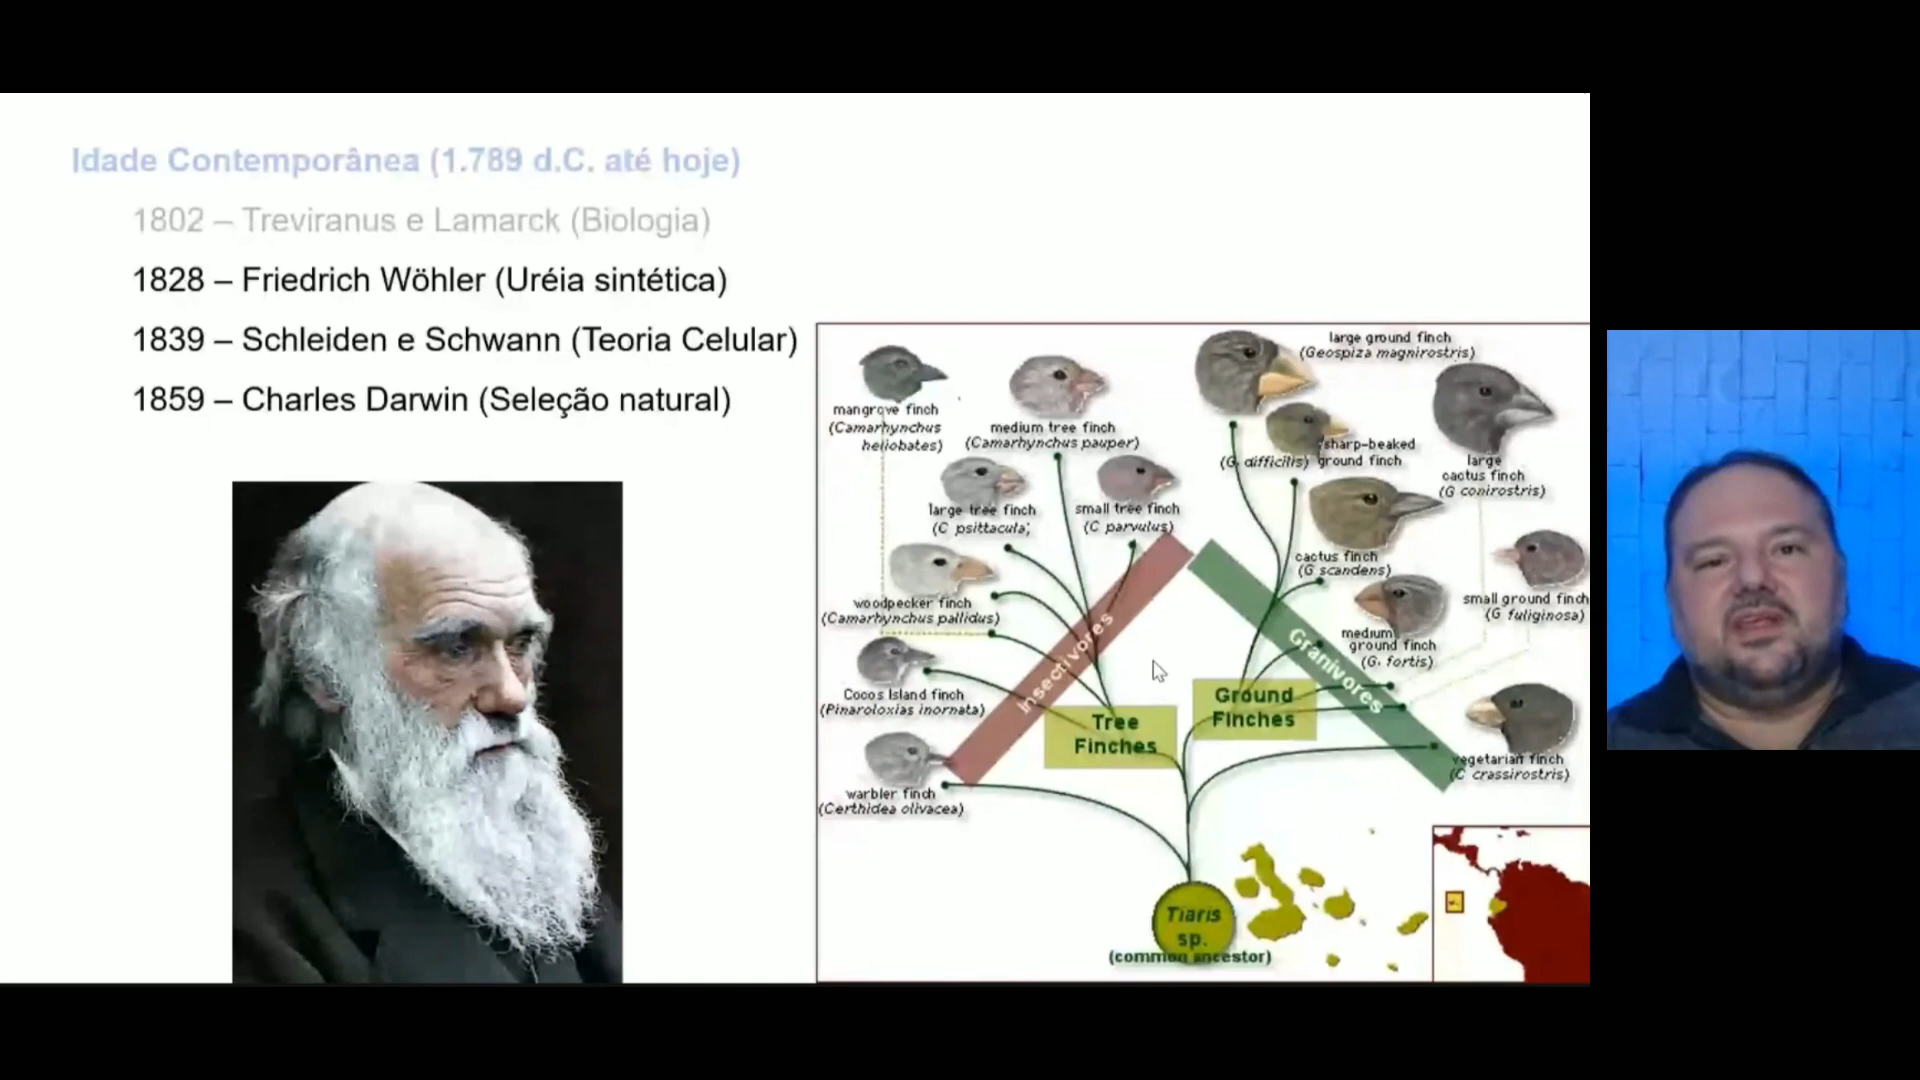 Idade Contemporânea (1.789 d.C. até hoje)
1802 – Treviranus e Lamarck (Biologia)
1828 – Friedrich Wöhler (Uréia sintética)
1839 – Schleiden e Schwann (Teoria Celular)
1859 – Charles Darwin (Seleção natural)
mangrove finch
(Camarhynchus
heliobates)
medium tree finch
(Camarhynchus pauper)
large tree finch
(C psittacula;
small tree finch
(C parvulus)
woodpecker finch
(Camarhynchus pallidus)
Cocos Island finch
(Pinaroloxias inornata)
warbler finch
(Certhidea olivacea)
Insectivores
Tree
Finches
large ground finch
(Geospiza magnirostris)
sharp-beaked
(G. difficilis) ground finch
large
cactus finch
(G conirostris)
cactus finch
(G scandens)
small ground finch
(G fuliginosa)
medium
ground finch
(G. fortis)
vegetarian finch
(C crassirostris)
Granivores
Ground
Finches
Tiaris
sp.
(common ancestor)